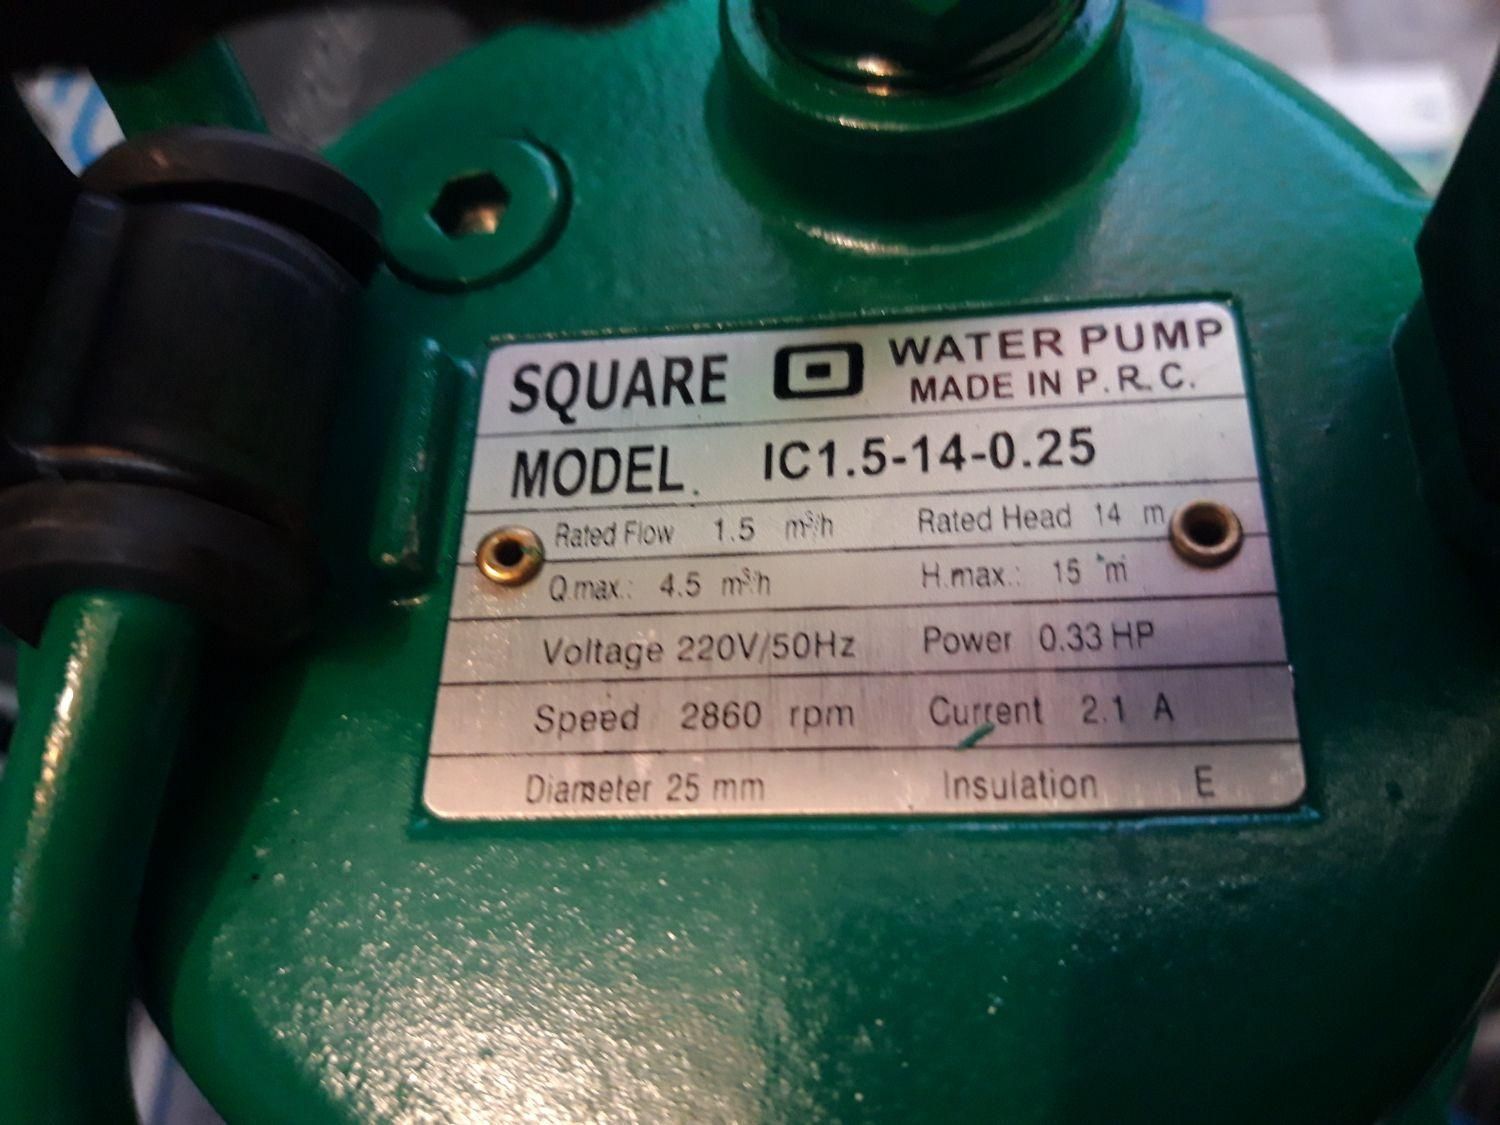 SQUARE WATER PUMP
MADE IN P.R.C.
MODEL. IC1.5-14-0.25
Rated Flow 1.5 m³/h Rated Head 14 m
Q.max.: 4.5 m³/h H.max.: 15 m
Voltage 220V/50Hz Power 0.33 HP
Speed 2860 rpm Current 2.1 A
Diameter 25 mm Insulation E